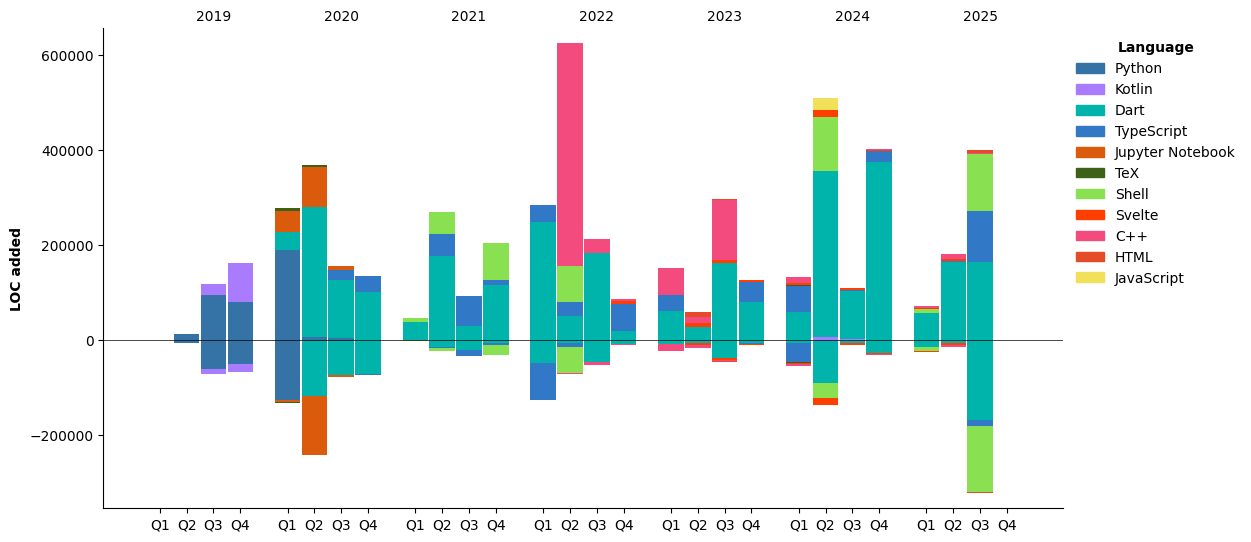 2019 2020 2021 2022 2023 2024 2025
LOC added
600000
400000
200000
0
−200000
Q1 Q2 Q3 Q4 Q1 Q2 Q3 Q4 Q1 Q2 Q3 Q4 Q1 Q2 Q3 Q4 Q1 Q2 Q3 Q4 Q1 Q2 Q3 Q4 Q1 Q2 Q3 Q4
Language
Python
Kotlin
Dart
TypeScript
Jupyter Notebook
TeX
Shell
Svelte
C++
HTML
JavaScript